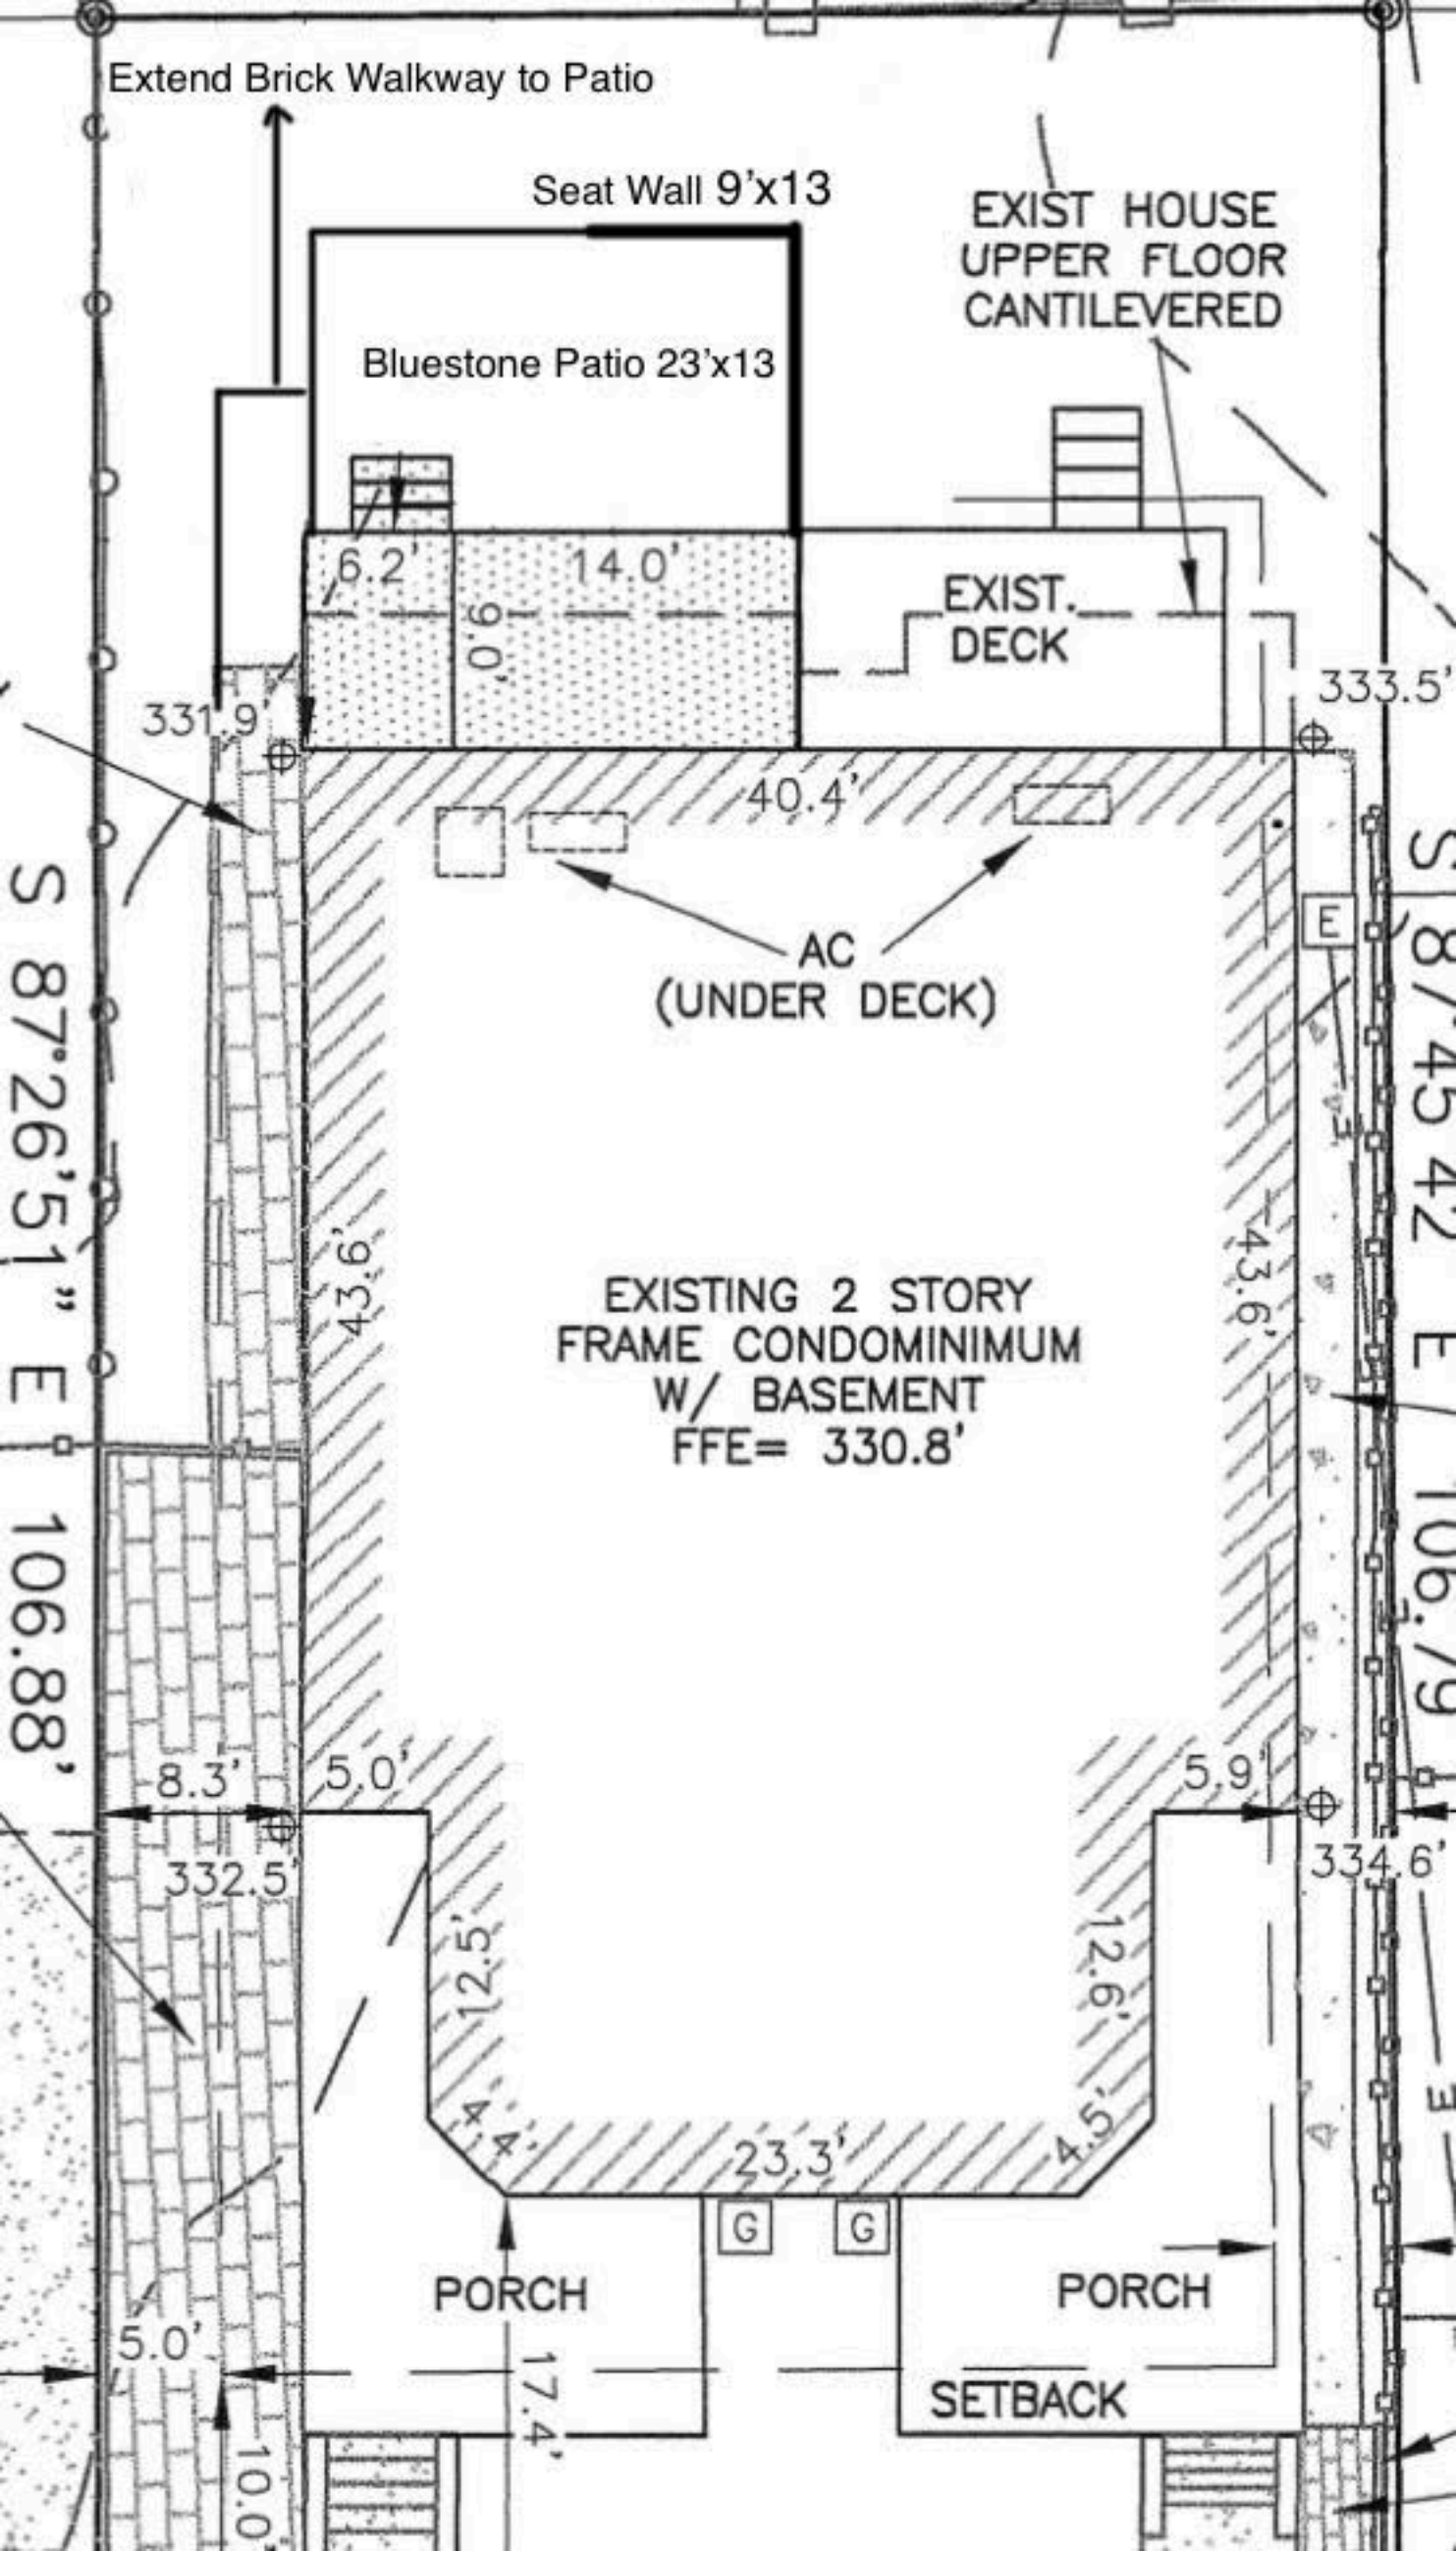 Extend Brick Walkway to Patio
Seat Wall 9'x13
EXIST HOUSE
UPPER FLOOR
CANTILEVERED
Bluestone Patio 23'x13
6.2'
14.0'
9.0'
EXIST.
DECK
331.9'
333.5'
40.4'
AC
(UNDER DECK)
E
S 87°26'51" E 106.88'
S 87°45'42 E 106.79
43.6'
43.6'
EXISTING 2 STORY
FRAME CONDOMINIMUM
W/ BASEMENT
FFE= 330.8'
8.3'
5.0'
5.9'
332.5'
334.6'
12.5'
12.6'
E
4.4'
23.3'
4.5'
G G
PORCH
PORCH
5.0'
17.4'
SETBACK
10.0'